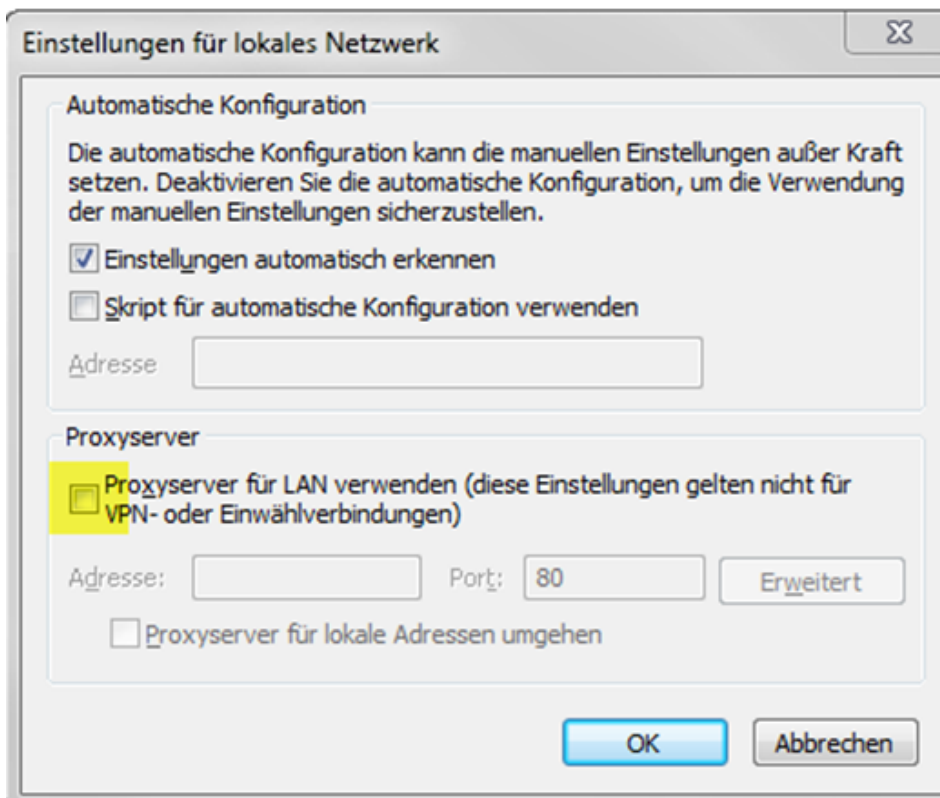 Einstellungen für lokales Netzwerk
Automatische Konfiguration
Die automatische Konfiguration kann die manuellen Einstellungen außer Kraft
setzen. Deaktivieren Sie die automatische Konfiguration, um die Verwendung
der manuellen Einstellungen sicherzustellen.
Einstellungen automatisch erkennen
Skript für automatische Konfiguration verwenden
Adresse
Proxyserver
Proxyserver für LAN verwenden (diese Einstellungen gelten nicht für
VPN- oder Einwählverbindungen)
Adresse: Port: 80 Erweitert
Proxyserver für lokale Adressen umgehen
OK Abbrechen